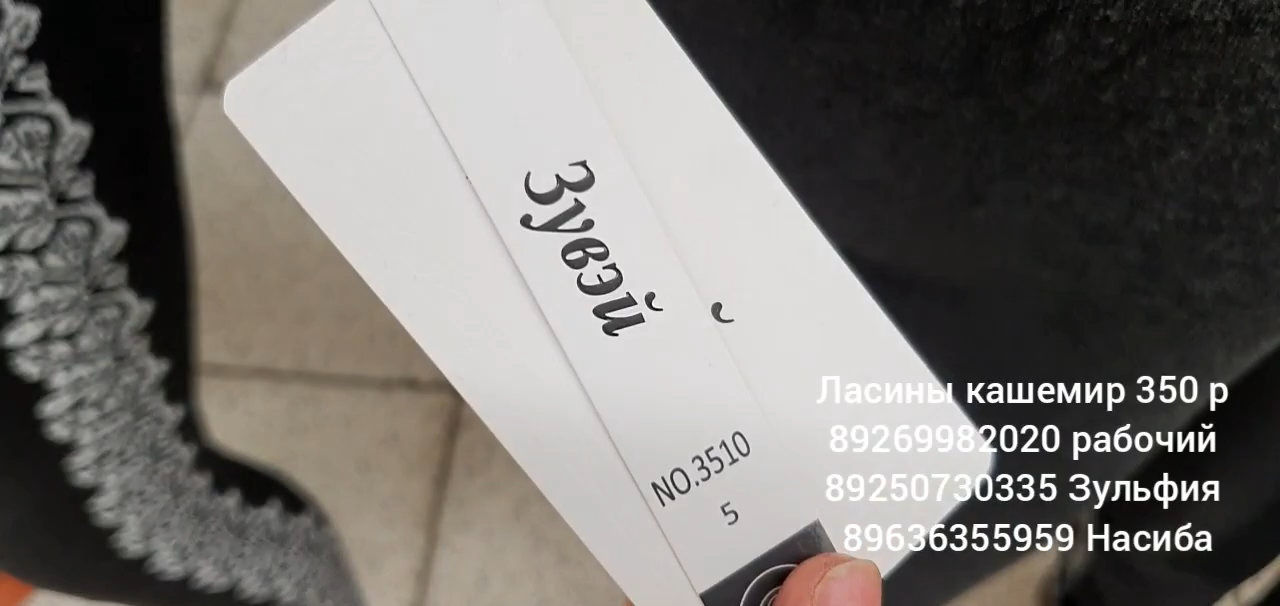 Зувэй
NO.3510
5
Ласины кашемир 350 р
89269982020 рабочий
89250730335 Зульфия
89636355959 Насиба